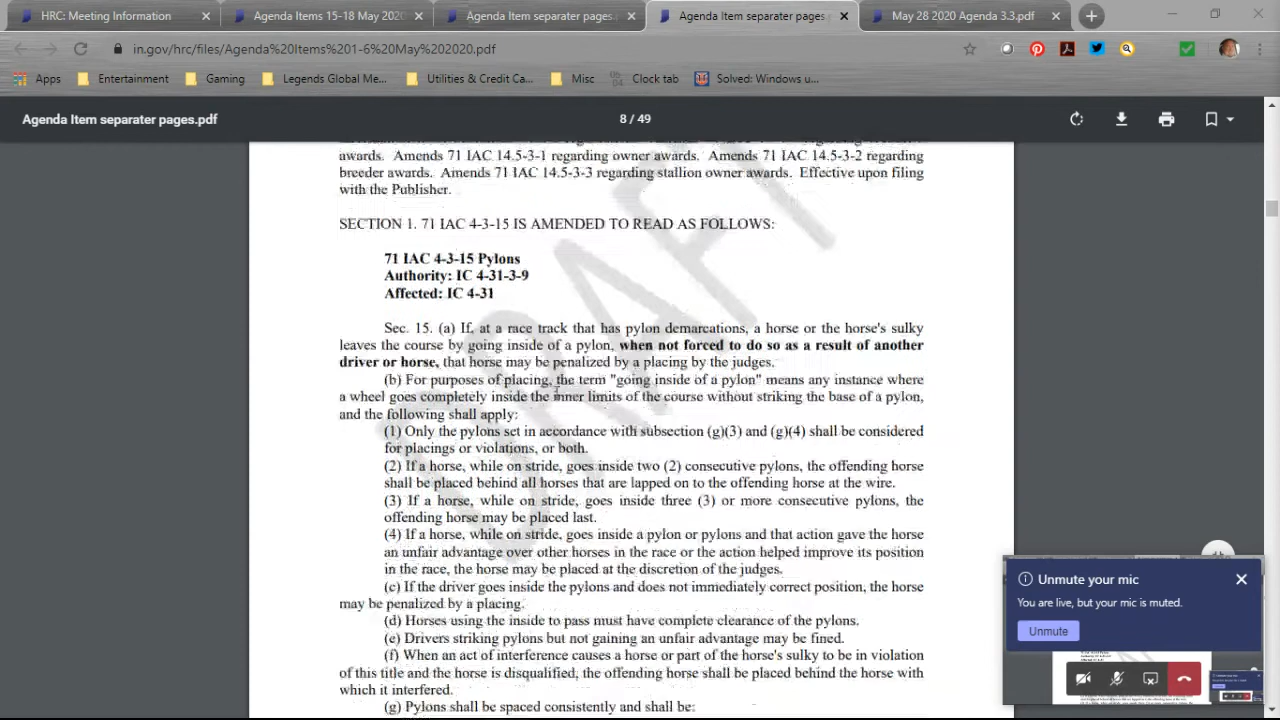 HRC: Meeting Information
Agenda Items 15-18 May 2020
Agenda Item separater pages.
Agenda Item separater pages.
May 28 2020 Agenda 3.3.pdf
in.gov/hrc/files/Agenda%20Items%201-6%20May%202020.pdf
Apps
Entertainment
Gaming
Legends Global Me...
Utilities & Credit Ca...
Misc
Clock tab
Solved: Windows u...
Agenda Item separater pages.pdf
8 / 49
awards. Amends 71 IAC 14.5-3-1 regarding owner awards. Amends 71 IAC 14.5-3-2 regarding
breeder awards. Amends 71 IAC 14.5-3-3 regarding stallion owner awards. Effective upon filing
with the Publisher.
SECTION 1. 71 IAC 4-3-15 IS AMENDED TO READ AS FOLLOWS:
71 IAC 4-3-15 Pylons
Authority: IC 4-31-3-9
Affected: IC 4-31
Sec. 15. (a) If, at a race track that has pylon demarcations, a horse or the horse's sulky
leaves the course by going inside of a pylon, when not forced to do so as a result of another
driver or horse, that horse may be penalized by a placing by the judges.
(b) For purposes of placing, the term "going inside of a pylon" means any instance where
a wheel goes completely inside the inner limits of the course without striking the base of a pylon,
and the following shall apply:
(1) Only the pylons set in accordance with subsection (g)(3) and (g)(4) shall be considered
for placings or violations, or both.
(2) If a horse, while on stride, goes inside two (2) consecutive pylons, the offending horse
shall be placed behind all horses that are lapped on to the offending horse at the wire.
(3) If a horse, while on stride, goes inside three (3) or more consecutive pylons, the
offending horse may be placed last.
(4) If a horse, while on stride, goes inside a pylon or pylons and that action gave the horse
an unfair advantage over other horses in the race or the action helped improve its position
in the race, the horse may be placed at the discretion of the judges.
(c) If the driver goes inside the pylons and does not immediately correct position, the horse
may be penalized by a placing.
(d) Horses using the inside to pass must have complete clearance of the pylons.
(e) Drivers striking pylons but not gaining an unfair advantage may be fined.
(f) When an act of interference causes a horse or part of the horse's sulky to be in violation
of this rule and the horse is disqualified, the offending horse shall be placed behind the horse with
which it interfered.
(g) Pylons shall be spaced consistently and shall be:
DRAFT
Unmute your mic
You are live, but your mic is muted.
Unmute